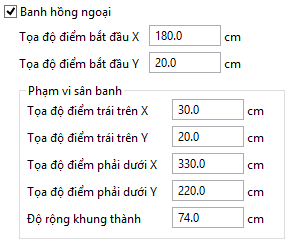 Banh hồng ngoại
Tọa độ điểm bắt đầu X 180.0 cm
Tọa độ điểm bắt đầu Y 20.0 cm
Phạm vi sân banh
Tọa độ điểm trái trên X 30.0 cm
Tọa độ điểm trái trên Y 20.0 cm
Tọa độ điểm phải dưới X 330.0 cm
Tọa độ điểm phải dưới Y 220.0 cm
Độ rộng khung thành 74.0 cm